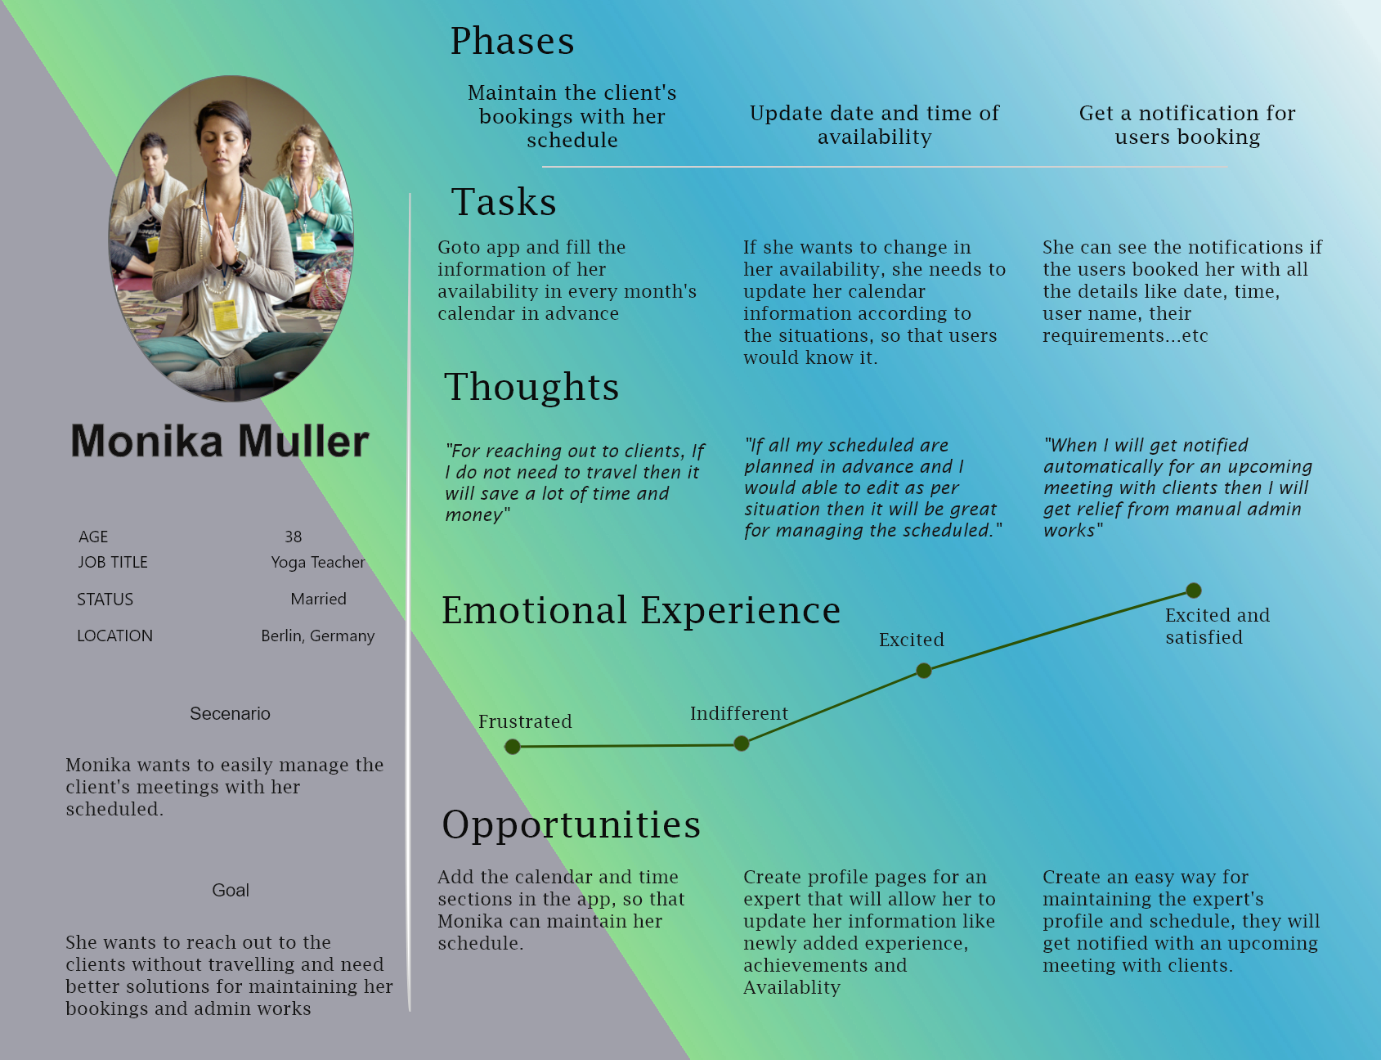 Phases
Maintain the client's
bookings with her
schedule
Update date and time of
availability
Get a notification for
users booking
Tasks
Goto app and fill the
information of her
availability in every month's
calendar in advance
If she wants to change in
her availability, she needs to
update her calendar
information according to
the situations, so that users
would know it.
She can see the notifications if
the users booked her with all
the details like date, time,
user name, their
requirements...etc
Thoughts
"For reaching out to clients, If
I do not need to travel then it
will save a lot of time and
money"
"If all my scheduled are
planned in advance and I
would able to edit as per
situation then it will be great
for managing the scheduled."
"When I will get notified
automatically for an upcoming
meeting with clients then I will
get relief from manual admin
works"
Emotional Experience
Frustrated
Indifferent
Excited
Excited and
satisfied
Opportunities
Add the calendar and time
sections in the app, so that
Monika can maintain her
schedule.
Create profile pages for an
expert that will allow her to
update her information like
newly added experience,
achievements and
Availablity
Create an easy way for
maintaining the expert's
profile and schedule, they will
get notified with an upcoming
meeting with clients.
Monika Muller
AGE 38
JOB TITLE Yoga Teacher
STATUS Married
LOCATION Berlin, Germany
Secenario
Monika wants to easily manage the
client's meetings with her
scheduled.
Goal
She wants to reach out to the
clients without travelling and need
better solutions for maintaining her
bookings and admin works